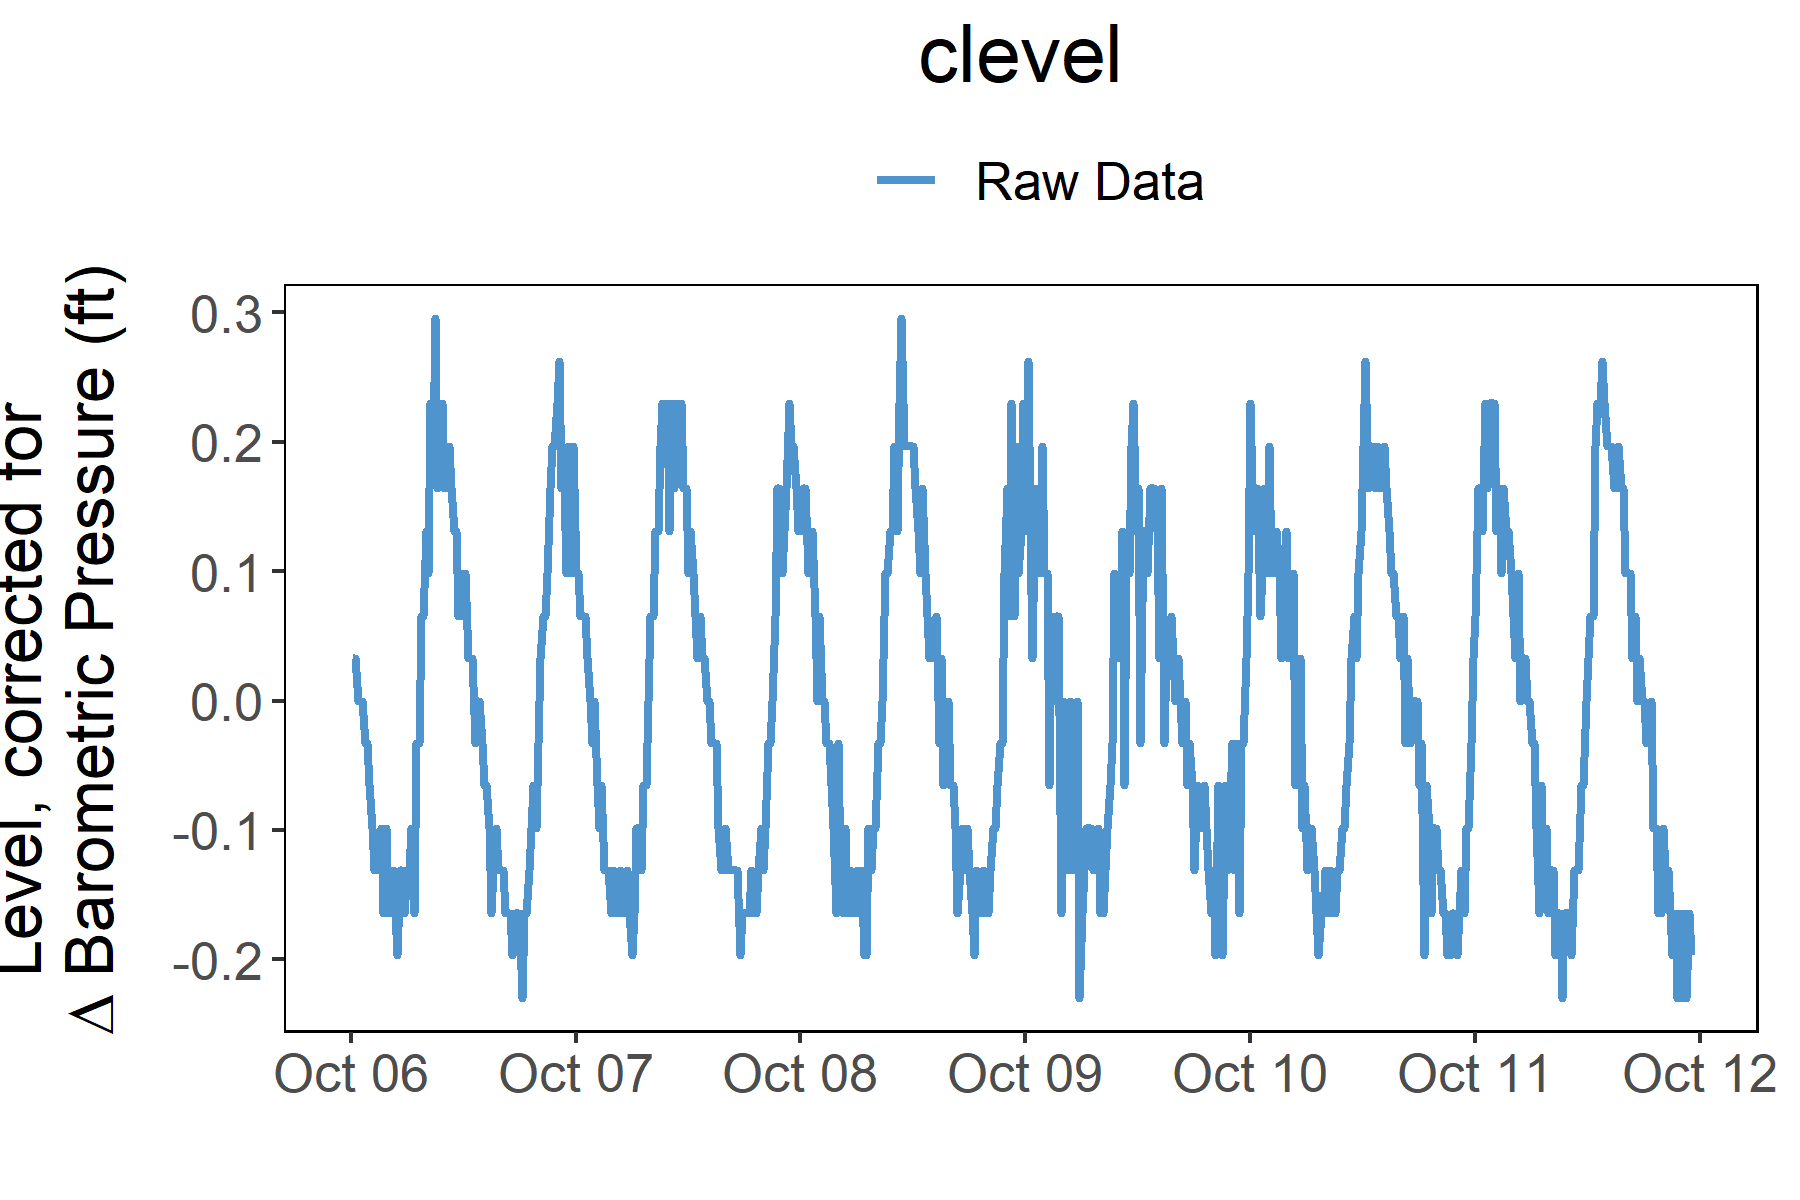 clevel
Raw Data
Level, corrected for
Δ Barometric Pressure (ft)
0.3
0.2
0.1
0.0
-0.1
-0.2
Oct 06 Oct 07 Oct 08 Oct 09 Oct 10 Oct 11 Oct 12